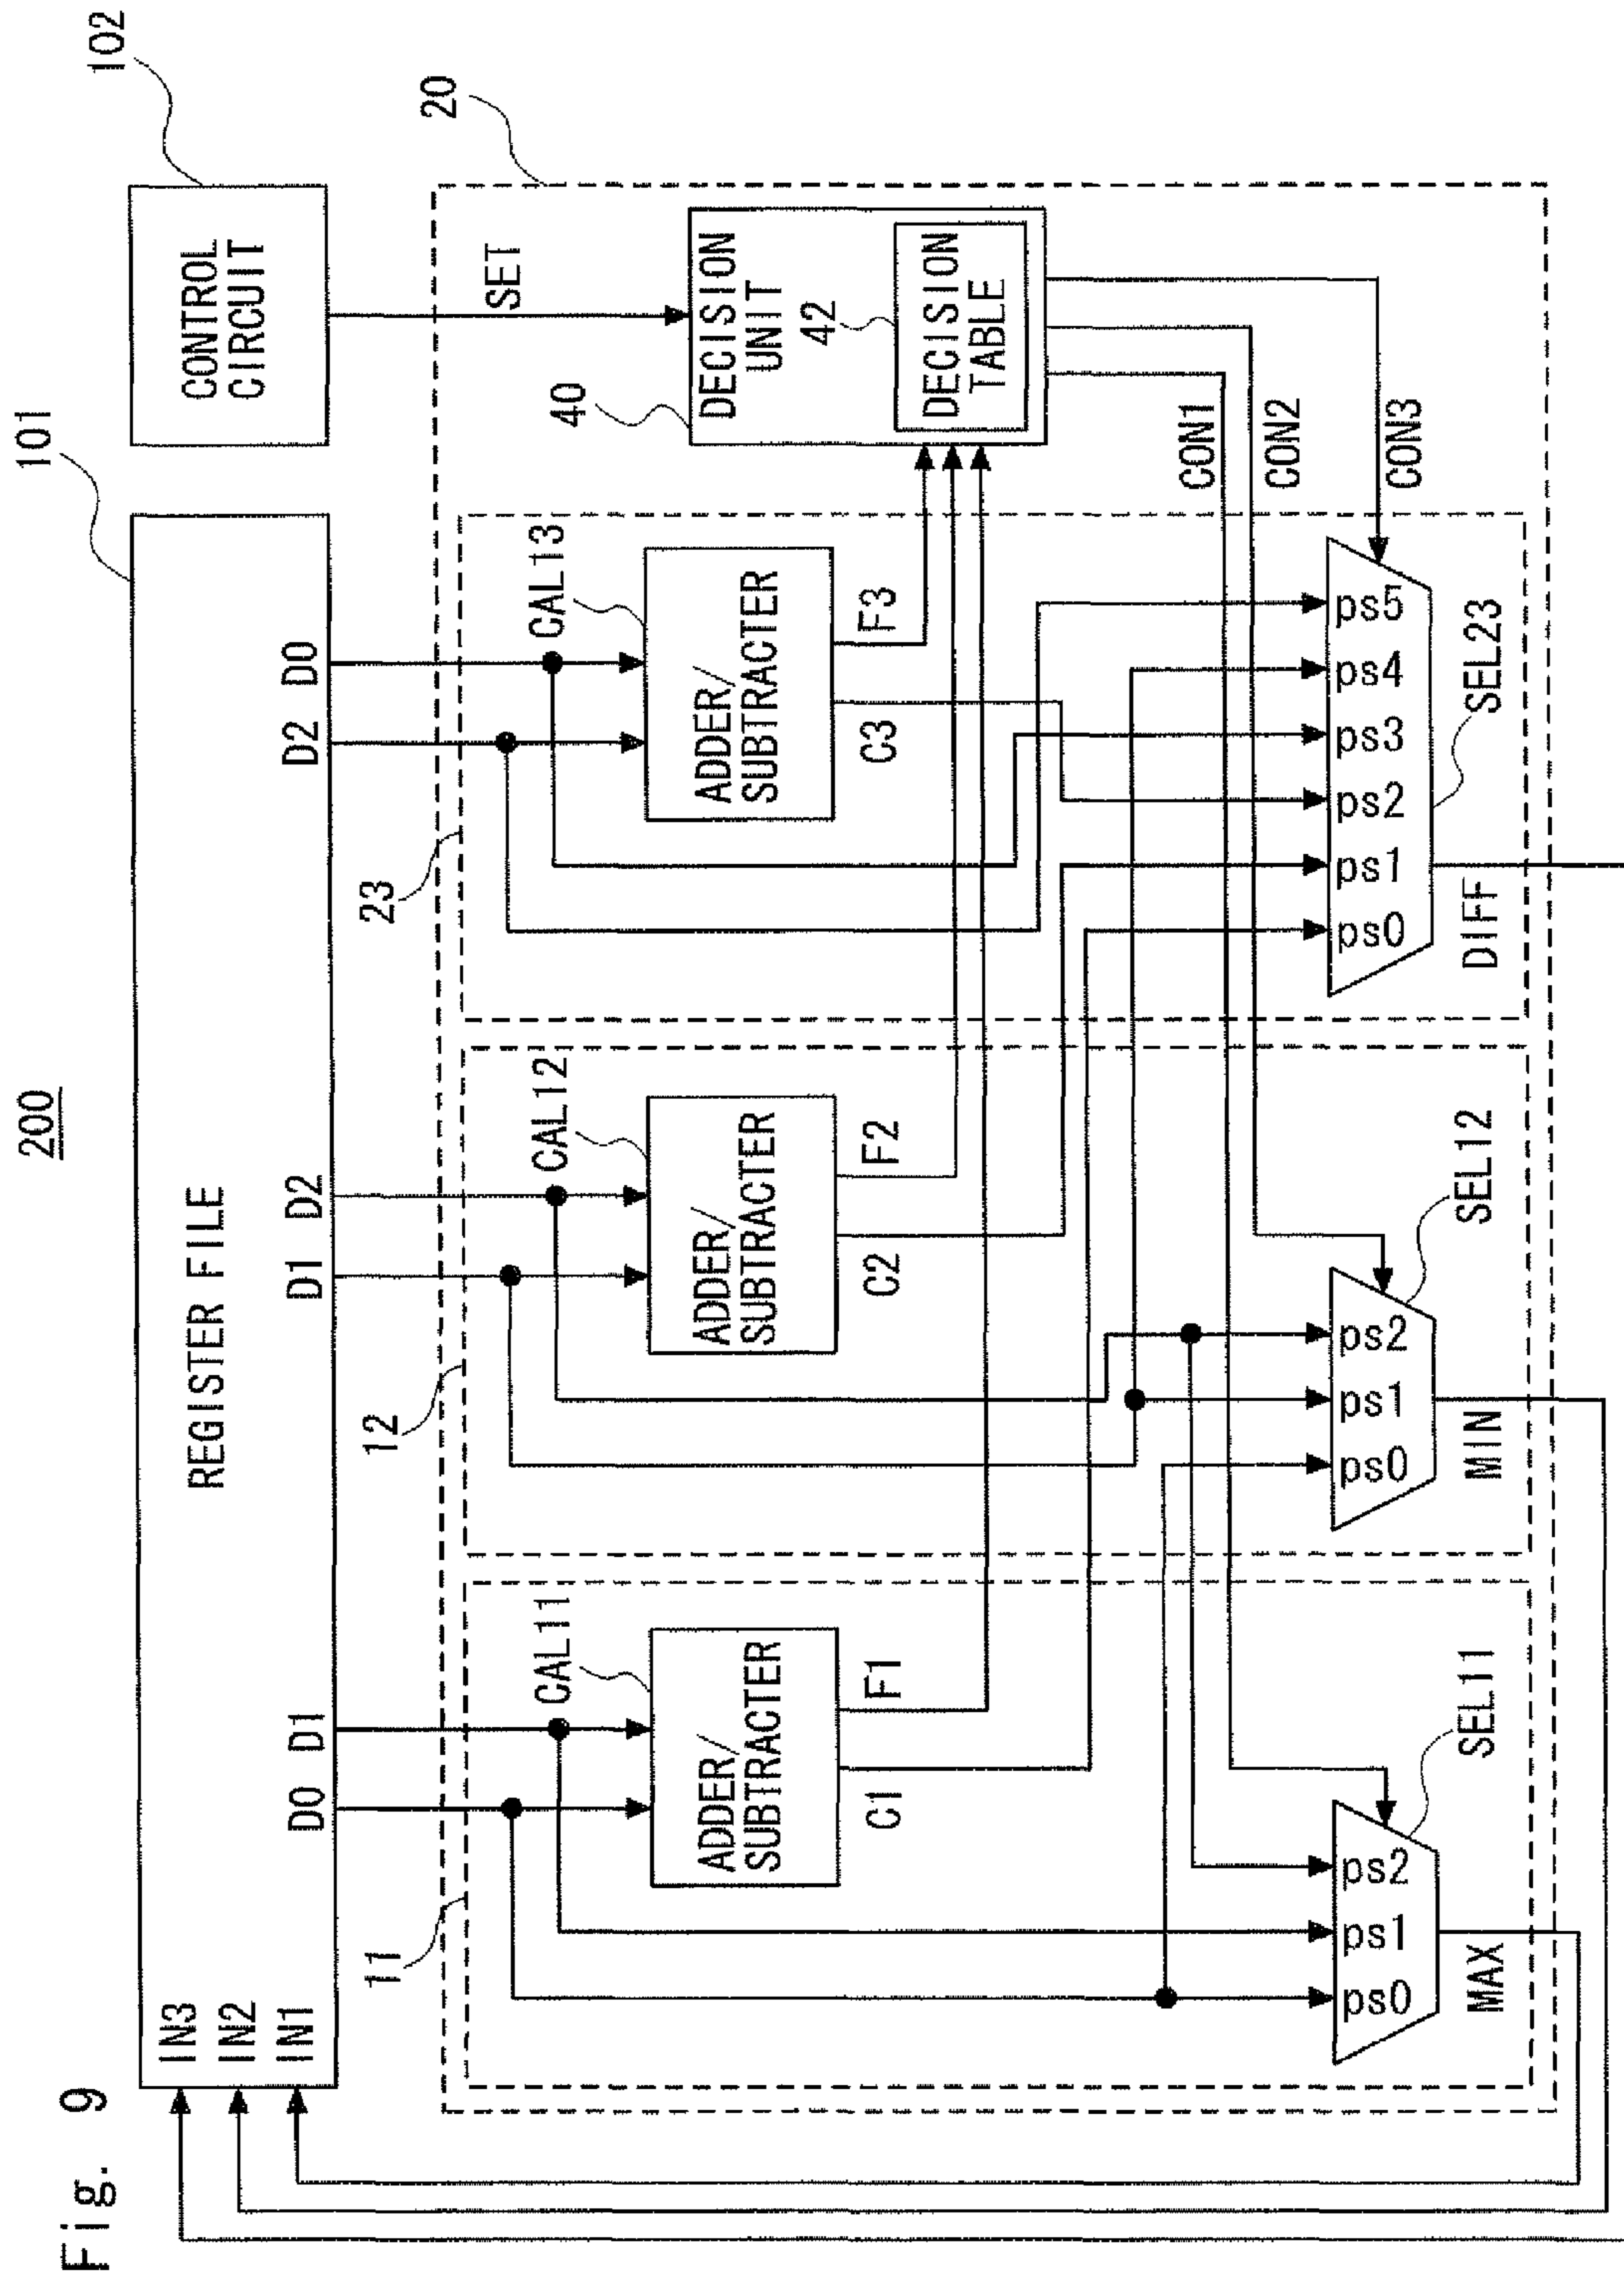 Fig. 9
200
101
102
REGISTER FILE
CONTROL
CIRCUIT
IN3
IN2
IN1
D0
D1
D1
D2
D2
D0
SET
20
11
12
23
CAL11
CAL12
CAL13
ADDER/
SUBTRACTER
ADDER/
SUBTRACTER
ADDER/
SUBTRACTER
40
DECISION
UNIT
42
DECISION
TABLE
C1
F1
C2
F2
C3
F3
CON1
CON2
CON3
ps0
ps1
ps2
ps0
ps1
ps2
ps0
ps1
ps2
ps3
ps4
ps5
MAX
SEL11
MIN
SEL12
DIFF
SEL23